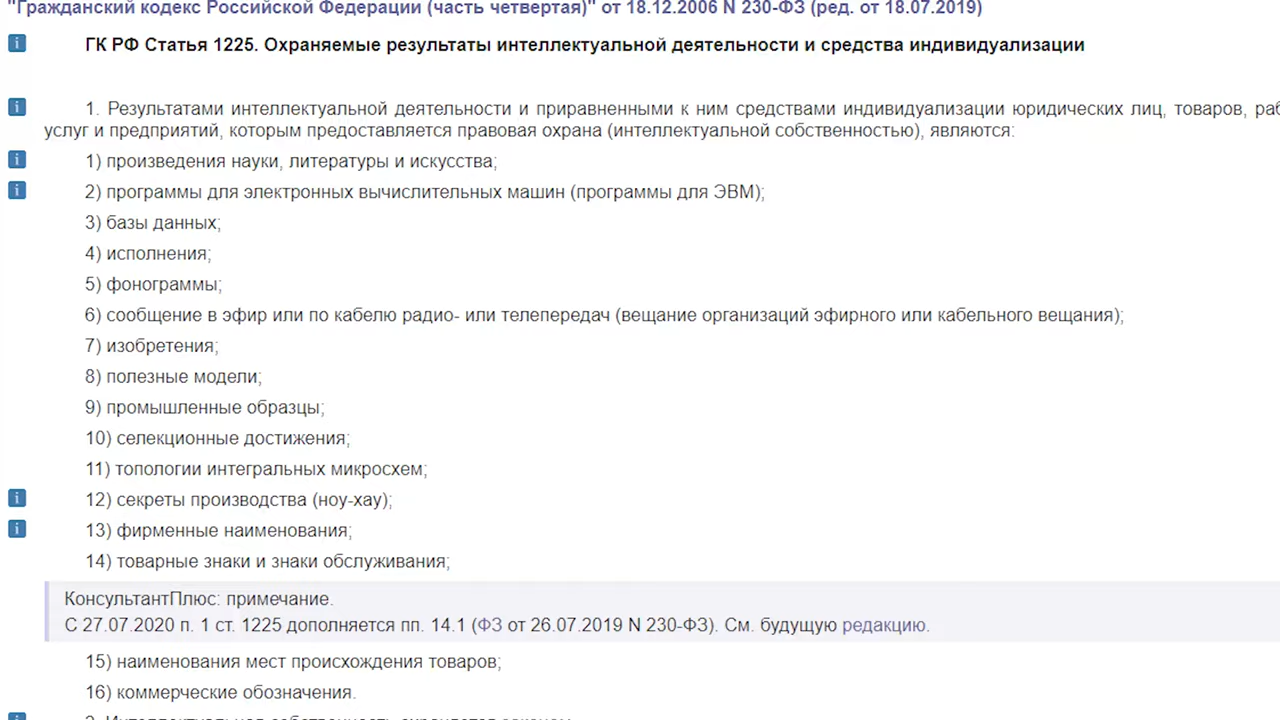 "Гражданский кодекс Российской Федерации (часть четвертая)" от 18.12.2006 N 230-ФЗ (ред. от 18.07.2019)
ГК РФ Статья 1225. Охраняемые результаты интеллектуальной деятельности и средства индивидуализации
1. Результатами интеллектуальной деятельности и приравненными к ним средствами индивидуализации юридических лиц, товаров,
услуг и предприятий, которым предоставляется правовая охрана (интеллектуальной собственностью), являются:
1) произведения науки, литературы и искусства;
2) программы для электронных вычислительных машин (программы для ЭВМ);
3) базы данных;
4) исполнения;
5) фонограммы;
6) сообщение в эфир или по кабелю радио- или телепередач (вещание организаций эфирного или кабельного вещания);
7) изобретения;
8) полезные модели;
9) промышленные образцы;
10) селекционные достижения;
11) топологии интегральных микросхем;
12) секреты производства (ноу-хау);
13) фирменные наименования;
14) товарные знаки и знаки обслуживания;
КонсультантПлюс: примечание.
С 27.07.2020 п. 1 ст. 1225 дополняется пп. 14.1 (ФЗ от 26.07.2019 N 230-ФЗ). См. будущую редакцию.
15) наименования мест происхождения товаров;
16) коммерческие обозначения.